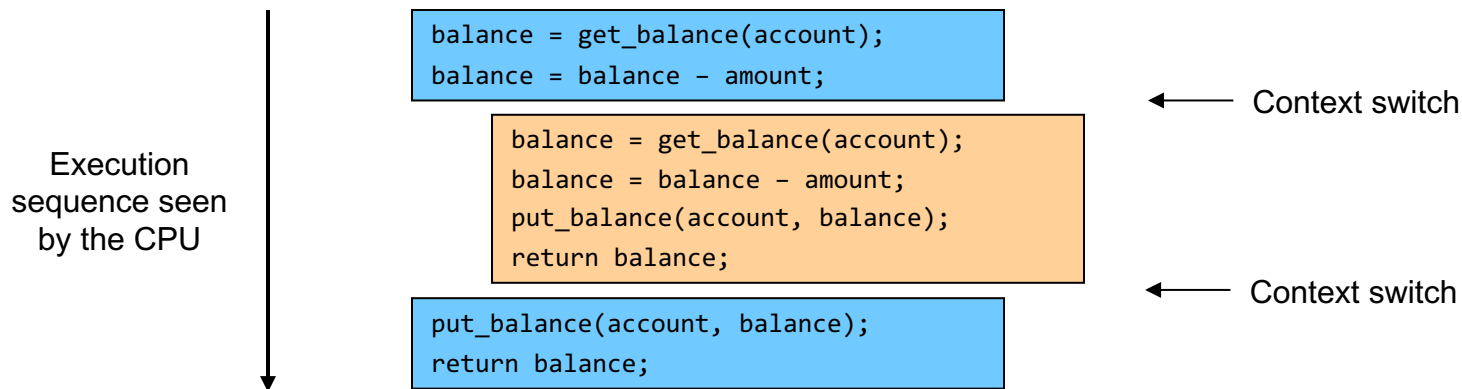 balance = get_balance(account);
balance = balance – amount;
Context switch
balance = get_balance(account);
balance = balance – amount;
put_balance(account, balance);
return balance;
Execution
sequence seen
by the CPU
Context switch
put_balance(account, balance);
return balance;